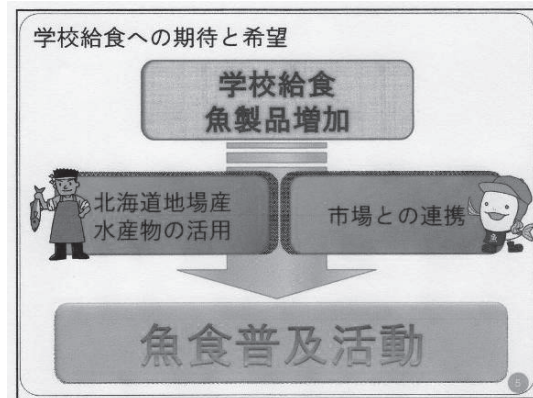 学校給食への期待と希望
学校給食
魚製品増加
北海道地場産
水産物の活用
市場との連携
魚食普及活動
5